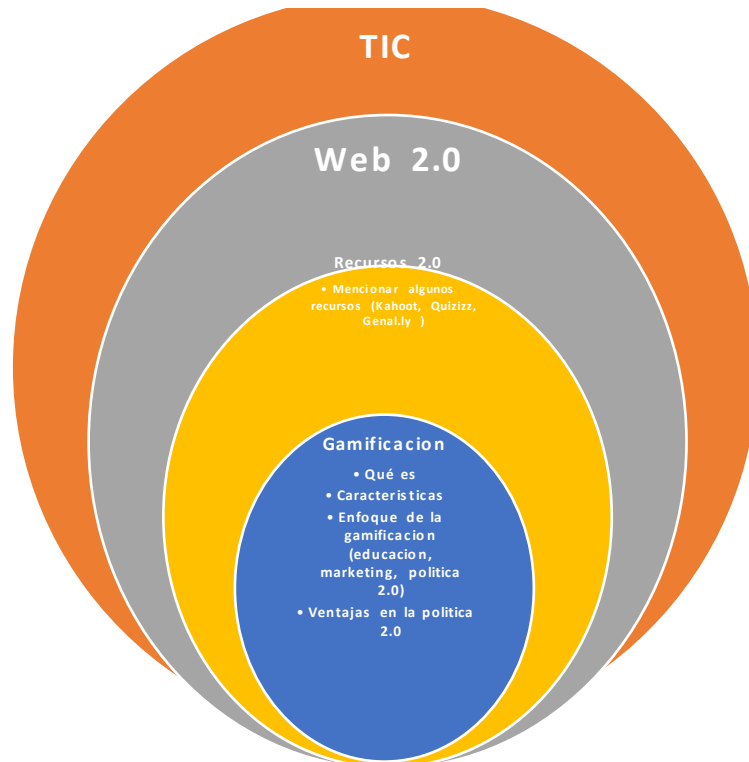 TIC
Web 2.0
Recursos 2.0
• Mencionar algunos
recursos (Kahoot, Quizizz,
Genal.ly )
Gamificacion
• Qué es
• Caracteristicas
• Enfoque de la
gamificacion
(educacion,
marketing, politica
2.0)
• Ventajas en la politica
2.0